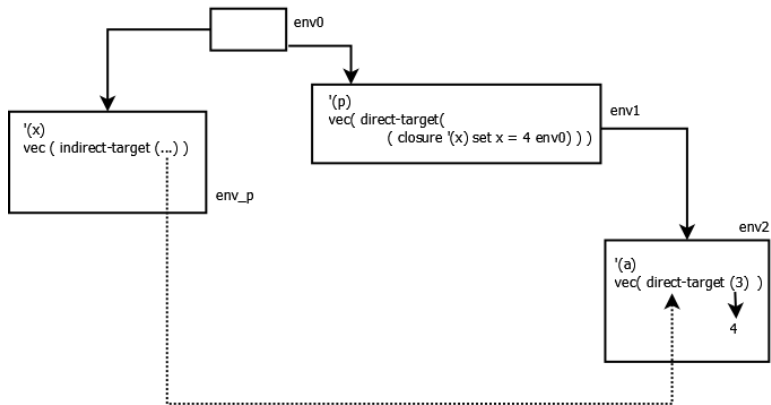 env0
'(x)
vec ( indirect-target (...) )
env_p
'(p)
vec( direct-target(
( closure '(x) set x = 4 env0) ) )
env1
env2
'(a)
vec( direct-target (3) )
4